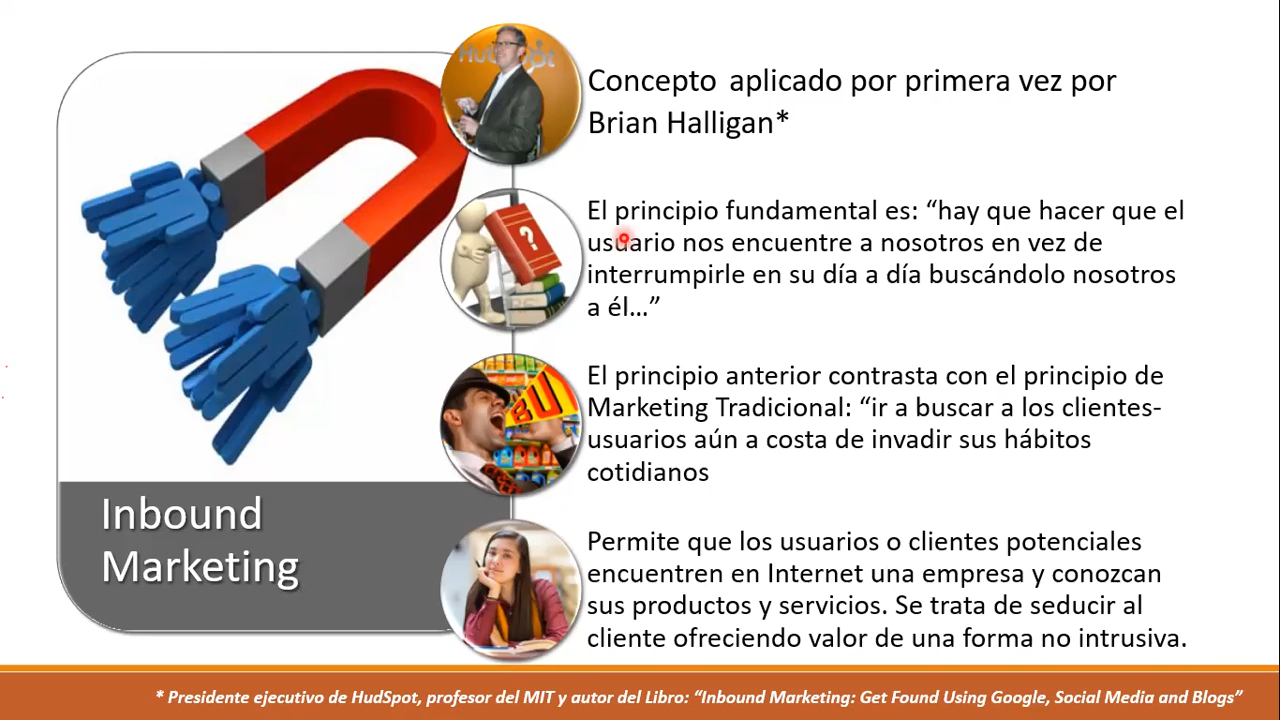 HubSpot
Concepto aplicado por primera vez por
Brian Halligan*
El principio fundamental es: “hay que hacer que el
usuario nos encuentre a nosotros en vez de
interrumpirle en su día a día buscándolo nosotros
a él...”
?
El principio anterior contrasta con el principio de
Marketing Tradicional: “ir a buscar a los clientes-
usuarios aún a costa de invadir sus hábitos
cotidianos
Inbound
Marketing
Permite que los usuarios o clientes potenciales
encuentren en Internet una empresa y conozcan
sus productos y servicios. Se trata de seducir al
cliente ofreciendo valor de una forma no intrusiva.
* Presidente ejecutivo de HudSpot, profesor del MIT y autor del Libro: “Inbound Marketing: Get Found Using Google, Social Media and Blogs”